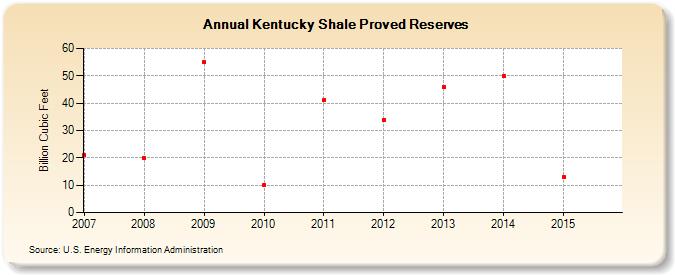 Annual Kentucky Shale Proved Reserves
Billion Cubic Feet
60
50
40
30
20
10
0
2007 2008 2009 2010 2011 2012 2013 2014 2015
Source: U.S. Energy Information Administration